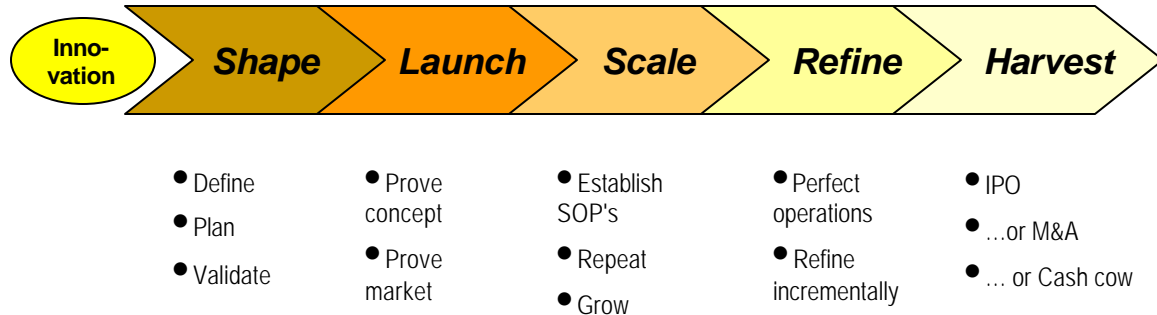 Inno-
vation
Shape
Launch
Scale
Refine
Harvest
● Define
● Plan
● Validate
● Prove
concept
● Prove
market
● Establish
SOP's
● Repeat
● Grow
● Perfect
operations
● Refine
incrementally
● IPO
● …or M&A
● … or Cash cow